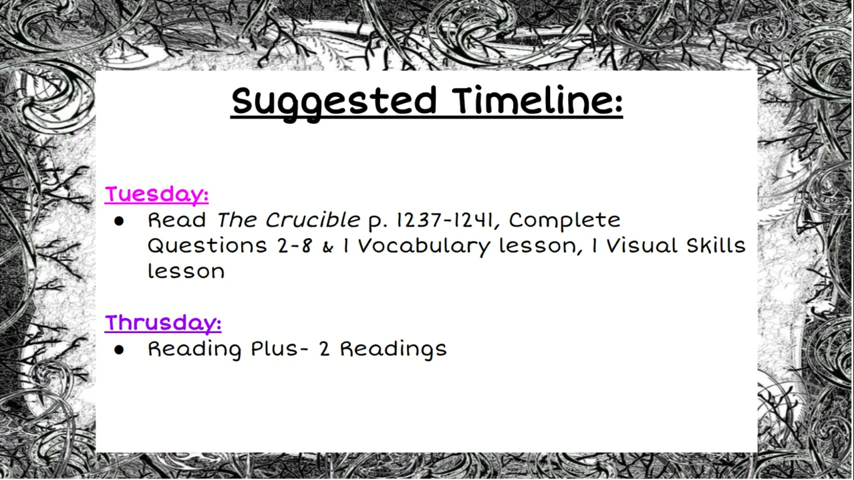 Suggested Timeline:
Tuesday:
● Read The Crucible p. 1237-1241, Complete
Questions 2-8 & 1 Vocabulary lesson, 1 Visual Skills
lesson
Thrusday:
● Reading Plus- 2 Readings